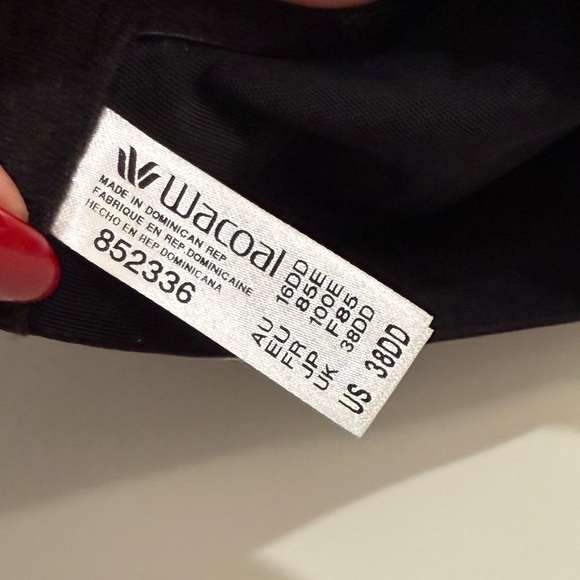 Wacoal
MADE IN DOMINICAN REP
FABRIQUE EN REP.DOMINICAINE
HECHO EN REP DOMINICANA
852336
AU 16DD
EU 85E
FR 100E
JP F85
UK 38DD
US 38DD